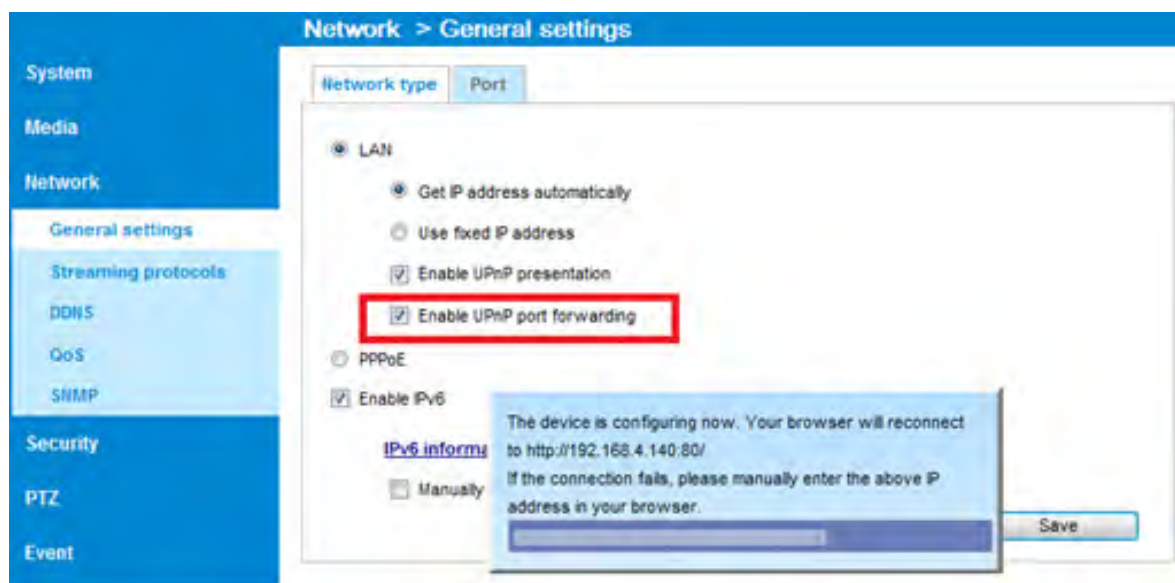 Network > General settings
System
Media
Network
General settings
Streaming protocols
DDNS
QoS
SNMP
Security
PTZ
Event
Network type
Port
LAN
Get IP address automatically
Use fixed IP address
Enable UPnP presentation
Enable UPnP port forwarding
PPPoE
Enable IPv6
IPv6 informa
Manually
The device is configuring now. Your browser will reconnect
to http://192.168.4.140:80/
If the connection fails, please manually enter the above IP
address in your browser.
Save